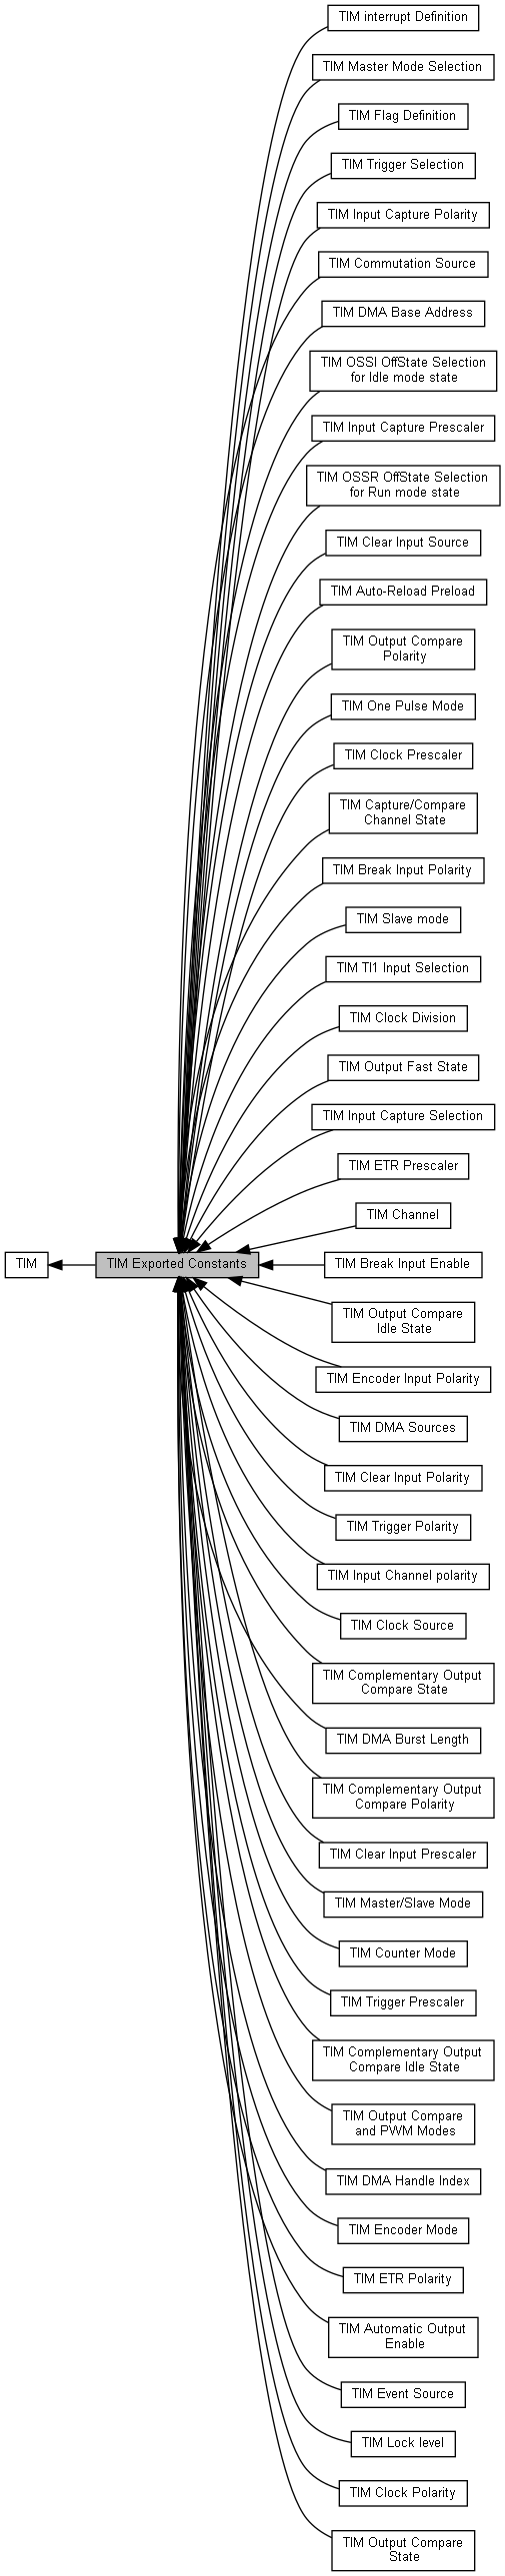 TIM interrupt Definition
TIM Master Mode Selection
TIM Flag Definition
TIM Trigger Selection
TIM Input Capture Polarity
TIM Commutation Source
TIM DMA Base Address
TIM OSSI OffState Selection
for Idle mode state
TIM Input Capture Prescaler
TIM OSSR OffState Selection
for Run mode state
TIM Clear Input Source
TIM Auto-Reload Preload
TIM Output Compare
Polarity
TIM One Pulse Mode
TIM Clock Prescaler
TIM Capture/Compare
Channel State
TIM Break Input Polarity
TIM Slave mode
TIM TI1 Input Selection
TIM Clock Division
TIM Output Fast State
TIM Input Capture Selection
TIM ETR Prescaler
TIM Channel
TIM
TIM Exported Constants
TIM Break Input Enable
TIM Output Compare
Idle State
TIM Encoder Input Polarity
TIM DMA Sources
TIM Clear Input Polarity
TIM Trigger Polarity
TIM Input Channel polarity
TIM Clock Source
TIM Complementary Output
Compare State
TIM DMA Burst Length
TIM Complementary Output
Compare Polarity
TIM Clear Input Prescaler
TIM Master/Slave Mode
TIM Counter Mode
TIM Trigger Prescaler
TIM Complementary Output
Compare Idle State
TIM Output Compare
and PWM Modes
TIM DMA Handle Index
TIM Encoder Mode
TIM ETR Polarity
TIM Automatic Output
Enable
TIM Event Source
TIM Lock level
TIM Clock Polarity
TIM Output Compare
State